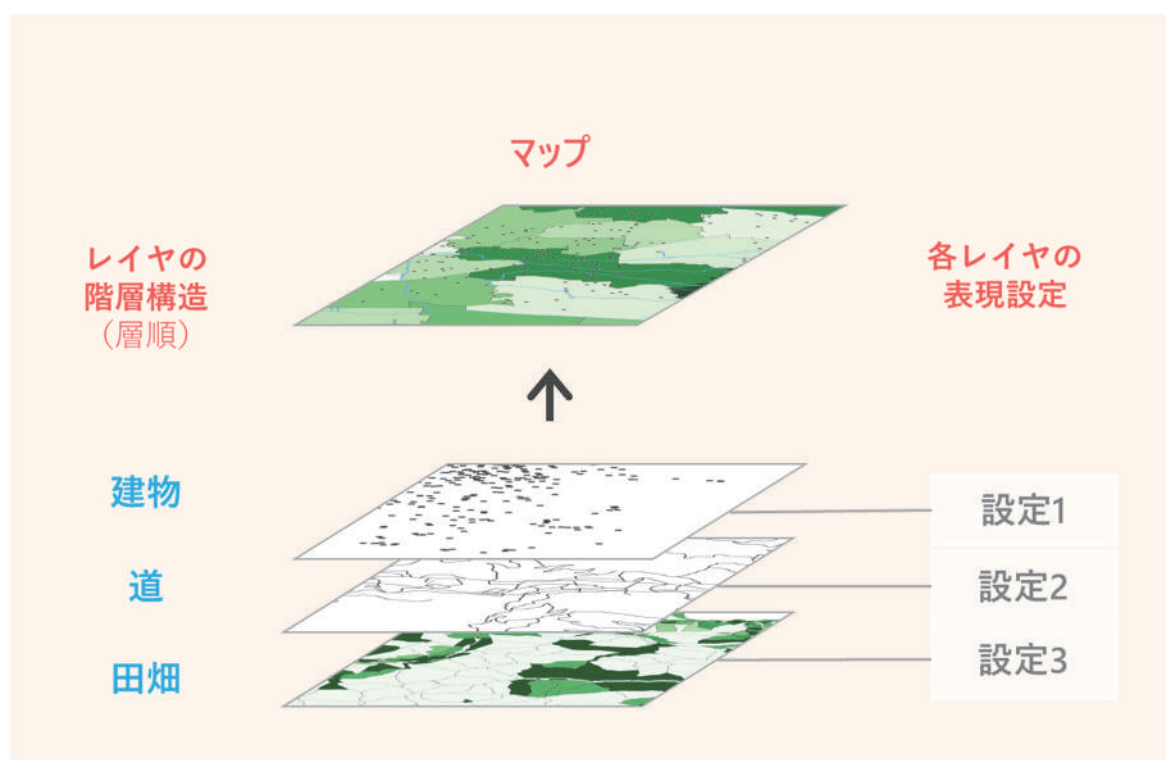 マップ
レイヤの
階層構造
（層順）
各レイヤの
表現設定
建物
道
田畑
設定1
設定2
設定3